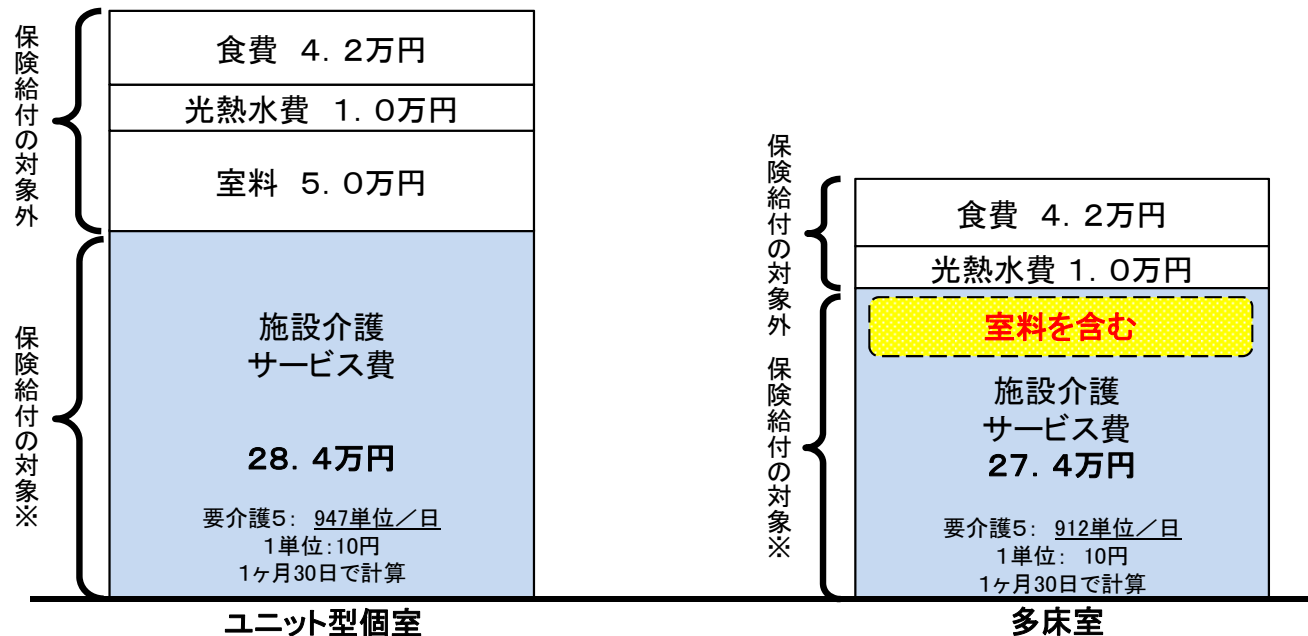 保険給付の対象外
食費 4.2万円
光熱水費 1.0万円
室料 5.0万円
保険給付の対象※
施設介護
サービス費
28.4万円
要介護5: 947単位/日
1単位:10円
1ヶ月30日で計算
ユニット型個室
保険給付の対象外
食費 4.2万円
光熱水費 1.0万円
保険給付の対象※
室料を含む
施設介護
サービス費
27.4万円
要介護5: 912単位/日
1単位: 10円
1ヶ月30日で計算
多床室